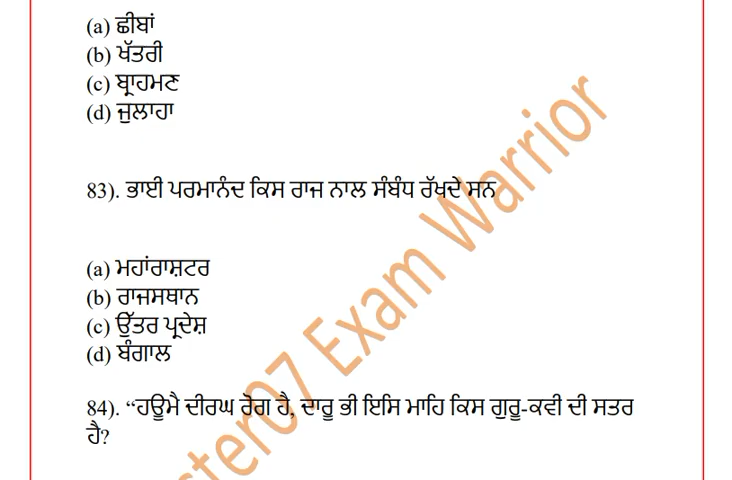 (a) ਛੀਬਾਂ
(b) ਖੱਤਰੀ
(c) ਬ੍ਰਾਹਮਣ
(d) ਜੁਲਾਹਾ
83). ਭਾਈ ਪਰਮਾਨੰਦ ਕਿਸ ਰਾਜ ਨਾਲ ਸੰਬੰਧ ਰੱਖਦੇ ਸਨ
(a) ਮਹਾਂਰਾਸ਼ਟਰ
(b) ਰਾਜਸਥਾਨ
(c) ਉੱਤਰ ਪ੍ਰਦੇਸ਼
(d) ਬੰਗਾਲ
84). “ਹਊਮੈ ਦੀਰਘ ਰੋਗ ਹੈ, ਦਾਰੂ ਭੀ ਇਸਿ ਮਾਹਿ ਕਿਸ ਗੁਰੂ-ਕਵੀ ਦੀ ਸਤਰ
ਹੈ?
ster07 Exam Warrior